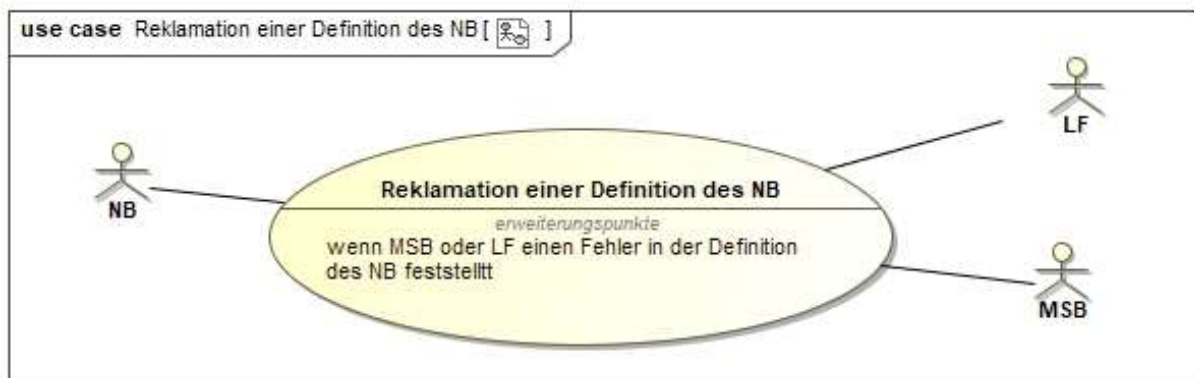 use case Reklamation einer Definition des NB [ ]
LF
NB
Reklamation einer Definition des NB
erweiterungspunkte
wenn MSB oder LF einen Fehler in der Definition
des NB feststelltt
MSB